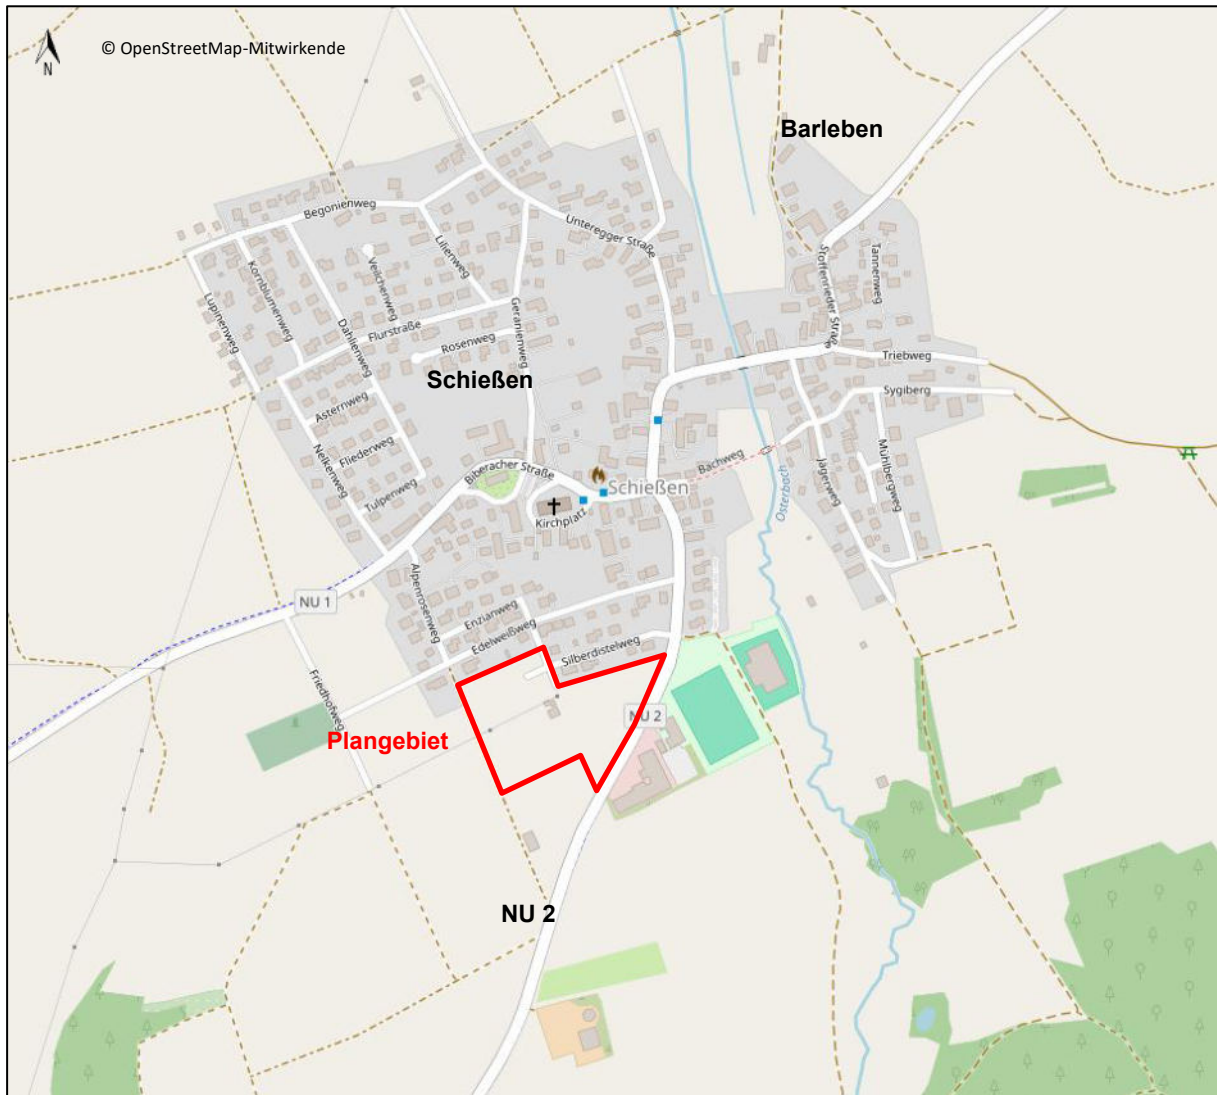 © OpenStreetMap-Mitwirkende
N
Barleben
Begonienweg
Unteregger Straße
Lilienweg
Veilchenweg
Kornblumenweg
Lupinenweg
Dahlienweg
Flurstraße
Geranienweg
Rosenweg
Stoffenrieder Straße
Tannenweg
Triebweg
Schießen
Sygiberg
Asternweg
Nelkenweg
Fliederweg
Tulpenweg
Biberacher Straße
Schießen
Kirchplatz
Bachweg
Osterbach
Jägerweg
Mühlbergweg
NU 1
Alpenrosenweg
Enzianweg
Edelweißweg
Silberdistelweg
Friedhofweg
NU 2
Plangebiet
NU 2